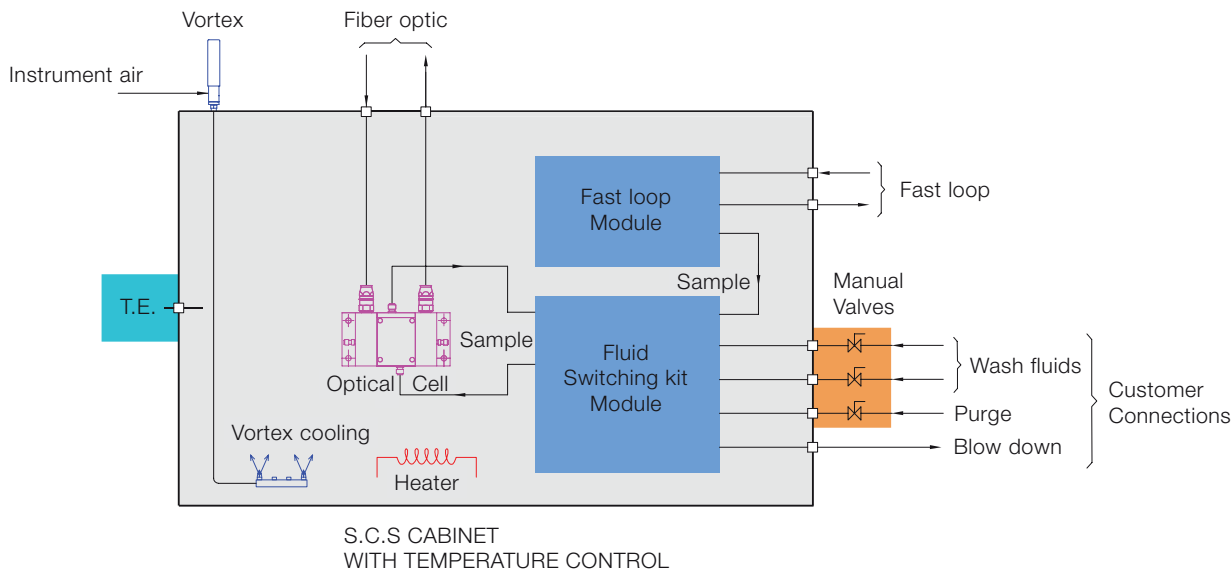 Vortex
Fiber optic
Instrument air
Fast loop
Module
Fast loop
Sample
T.E.
Manual
Valves
Sample
Optical Cell
Fluid
Switching kit
Module
Wash fluids
Customer
Connections
Purge
Blow down
Vortex cooling
Heater
S.C.S CABINET
WITH TEMPERATURE CONTROL